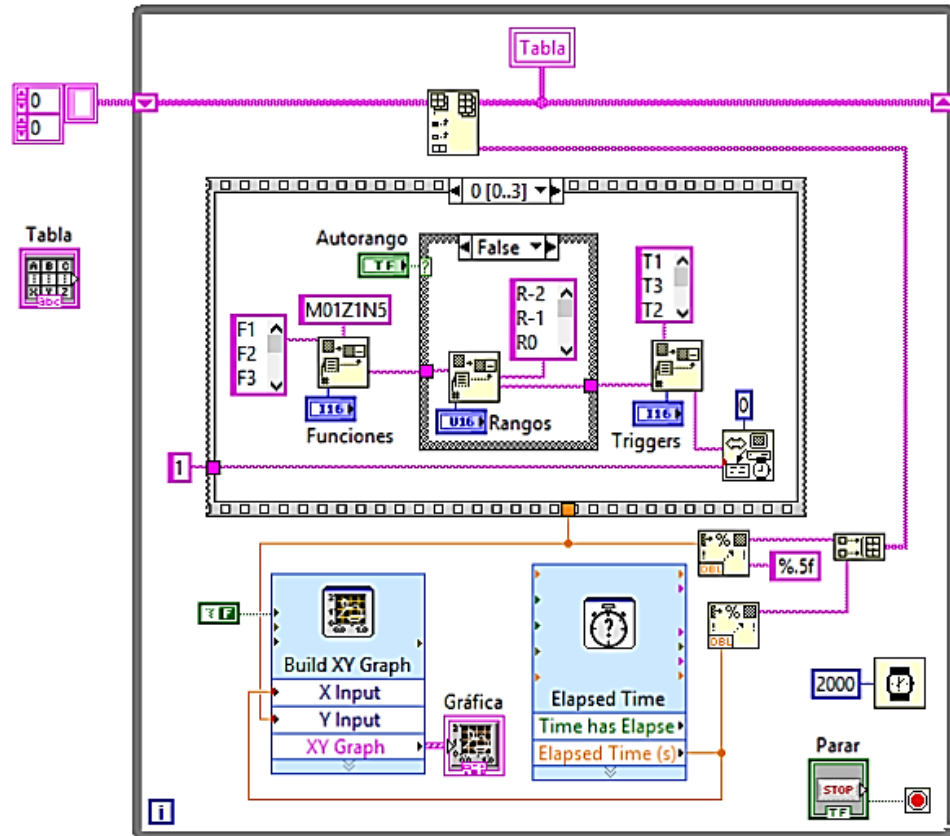 Tabla
0
0
0 [0..3]
Tabla
Autorango
False
TF
?
T1
T3
T2
M01Z1N5
R-2
R-1
R0
F1
F2
F3
I16
U16
Rangos
I16
0
Funciones
Triggers
1
DBL
%.5f
DBL
F
Build XY Graph
X Input
Y Input
XY Graph
Gráfica
?
Elapsed Time
Time has Elapse
Elapsed Time (s)
2000
Parar
STOP
TF
i